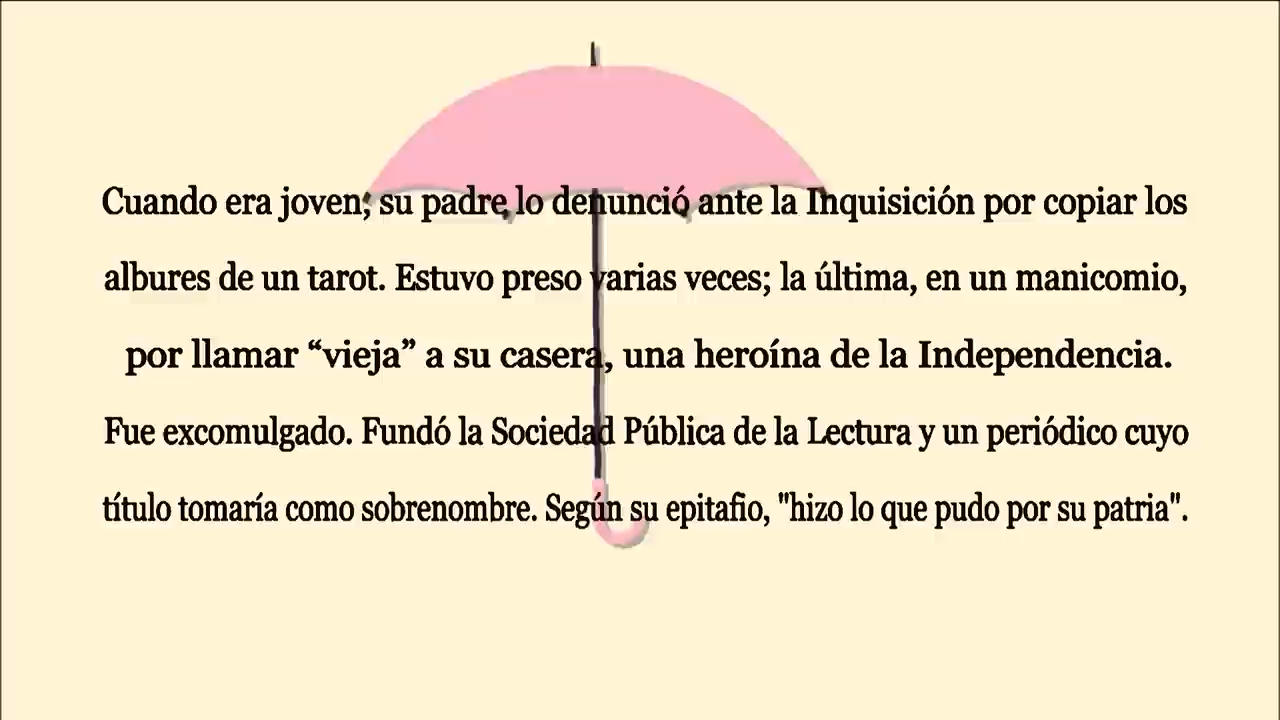 Cuando era joven, su padre lo denunció ante la Inquisición por copiar los
albures de un tarot. Estuvo preso varias veces; la última, en un manicomio,
por llamar “vieja” a su casera, una heroína de la Independencia.
Fue excomulgado. Fundó la Sociedad Pública de la Lectura y un periódico cuyo
título tomaría como sobrenombre. Según su epitafio, "hizo lo que pudo por su patria".